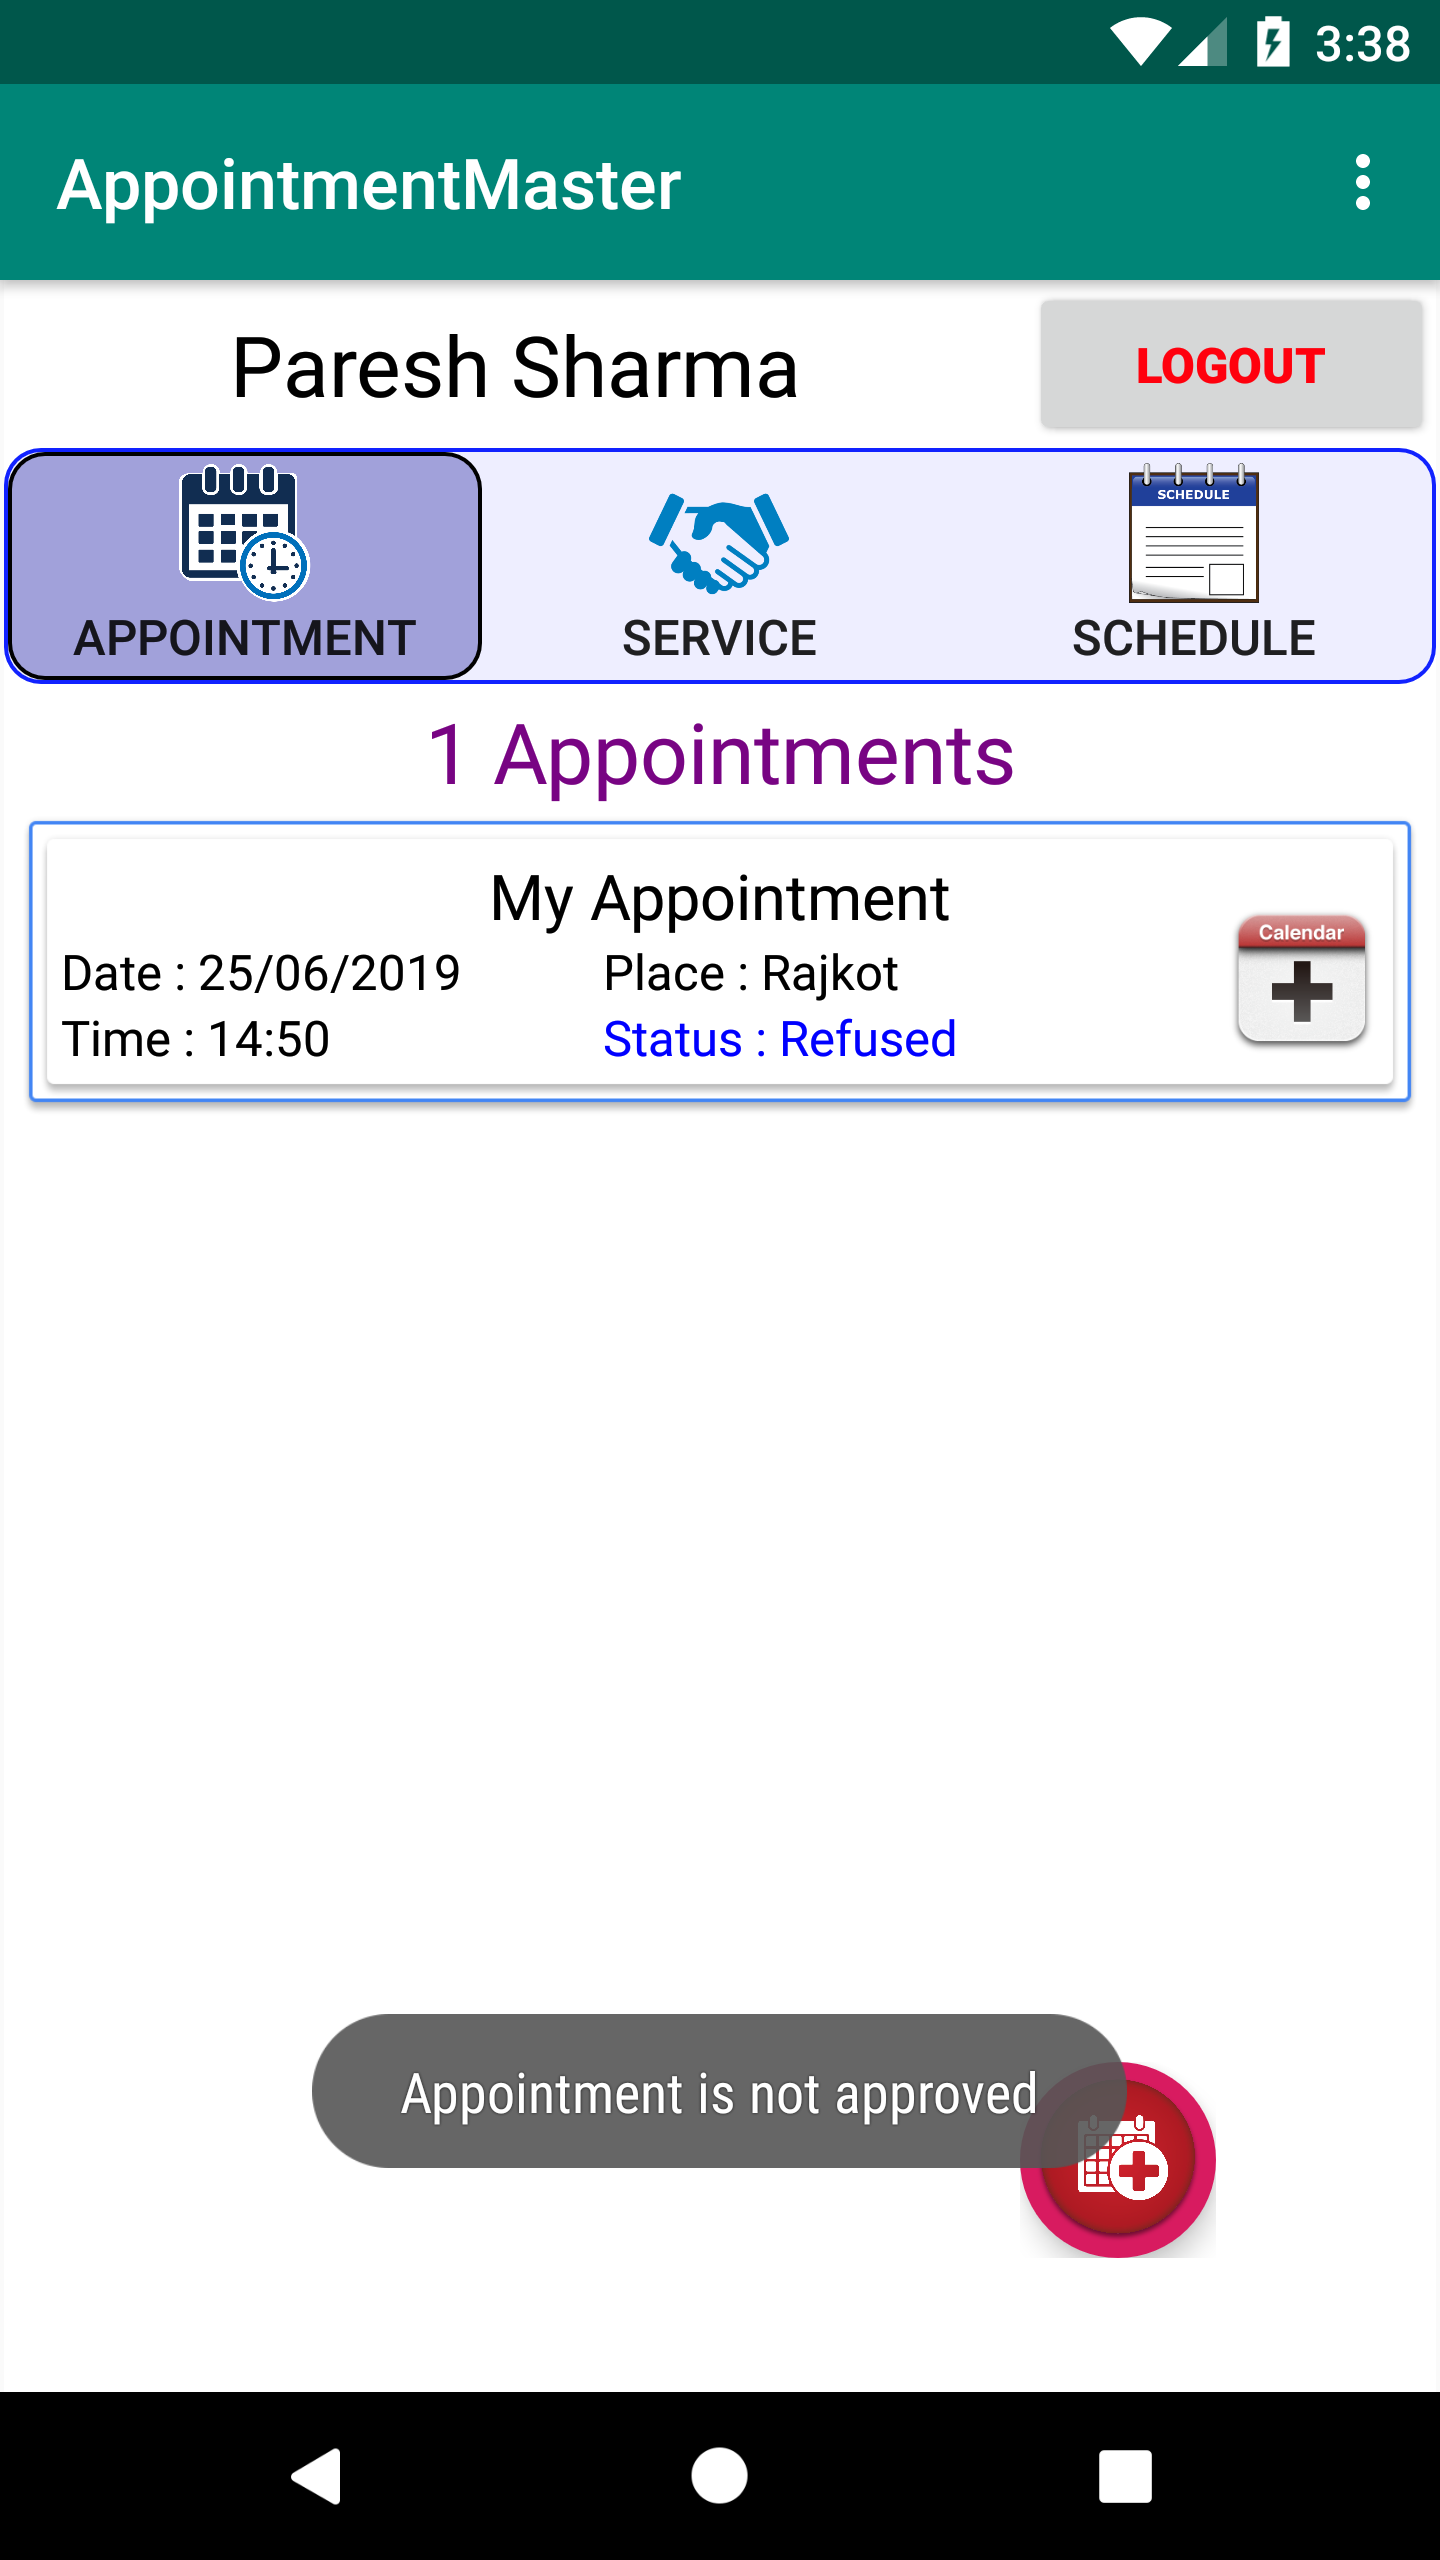 3:38
AppointmentMaster
Paresh Sharma
LOGOUT
SCHEDULE
APPOINTMENT
SERVICE
SCHEDULE
1 Appointments
My Appointment
Calendar
Date : 25/06/2019
Place : Rajkot
Time : 14:50
Status : Refused
Appointment is not approved